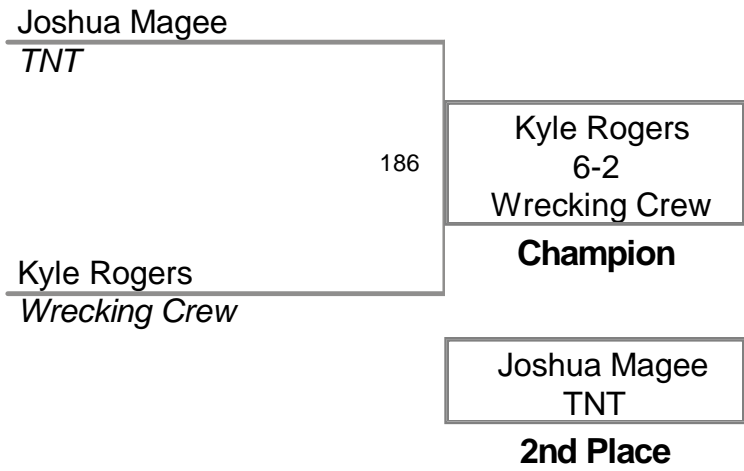 Joshua Magee
TNT
186
Kyle Rogers
6-2
Wrecking Crew
Champion
Kyle Rogers
Wrecking Crew
Joshua Magee
TNT
2nd Place